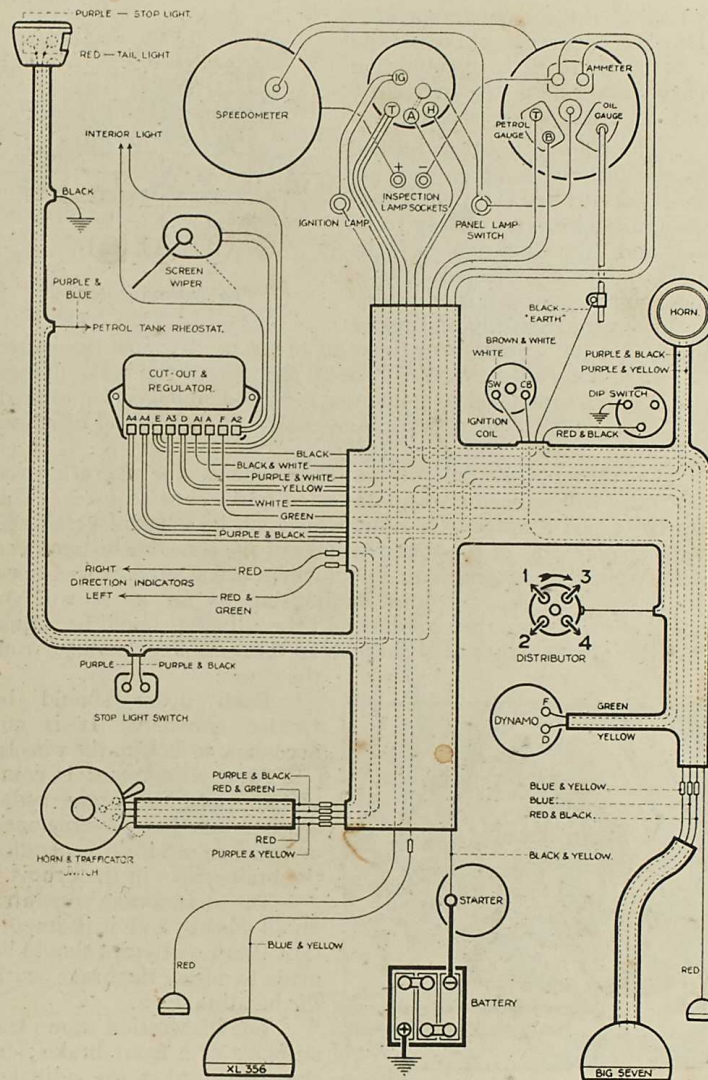 PURPLE — STOP LIGHT.
RED — TAIL LIGHT
INTERIOR LIGHT
BLACK
SCREEN
WIPER
PURPLE &
BLUE
PETROL TANK RHEOSTAT.
SPEEDOMETER
IG
T
A
H
+
-
IGNITION LAMP
INSPECTION
LAMP SOCKETS
PANEL LAMP
SWITCH
AMMETER
PETROL
GAUGE
T
B
OIL
GAUGE
BLACK
"EARTH"
HORN
BROWN & WHITE
WHITE
SW
CB
IGNITION
COIL
PURPLE & BLACK
PURPLE & YELLOW
DIP SWITCH
RED & BLACK
CUT-OUT &
REGULATOR.
A4 A4 E A3 D A1 A F A2
BLACK
BLACK & WHITE
PURPLE & WHITE
YELLOW
WHITE
GREEN
PURPLE & BLACK
RIGHT
RED
DIRECTION INDICATORS
LEFT
RED &
GREEN
1
3
2
4
DISTRIBUTOR
PURPLE
PURPLE & BLACK
STOP LIGHT SWITCH
DYNAMO
F
D
GREEN
YELLOW
PURPLE & BLACK
RED & GREEN
RED
PURPLE & YELLOW
HORN & TRAFFICATOR
SWITCH
BLUE & YELLOW
BLUE
RED & BLACK
BLACK & YELLOW.
STARTER
BLUE & YELLOW
RED
BATTERY
+
-
RED
XL 356
BIG SEVEN